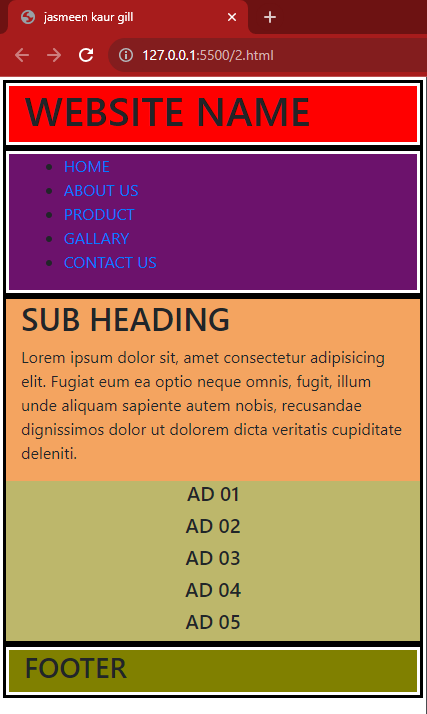 jasmeen kaur gill
127.0.0.1:5500/2.html
WEBSITE NAME
HOME
ABOUT US
PRODUCT
GALLARY
CONTACT US
SUB HEADING
Lorem ipsum dolor sit, amet consectetur adipisicing
elit. Fugiat eum ea optio neque omnis, fugit, illum
unde aliquam sapiente autem nobis, recusandae
dignissimos dolor ut dolorem dicta veritatis cupiditate
deleniti.
AD 01
AD 02
AD 03
AD 04
AD 05
FOOTER